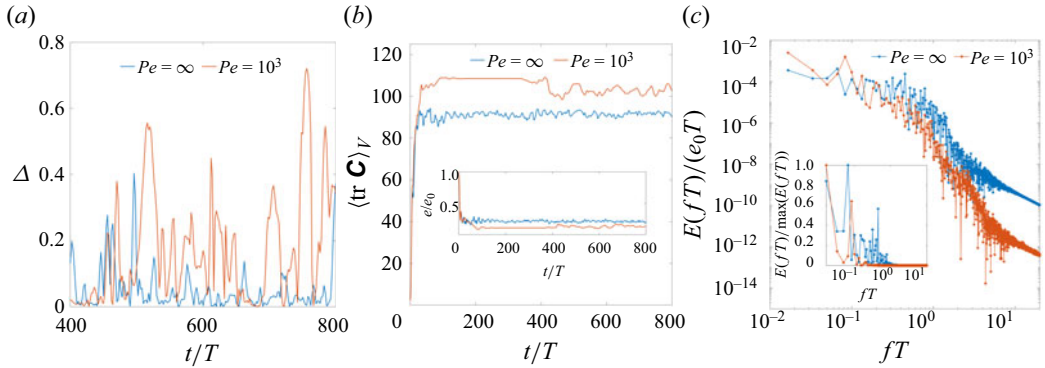 (a)
0.8
0.6
0.4
0.2
0
Δ
Pe = ∞ Pe = 10³
400 600 800
t/T
(b)
120
100
80
60
40
20
0
⟨tr C⟩V
Pe = ∞ Pe = 10³
1
0.5
e/e₀
0 200 400 600 800
t/T
0 200 400 600 800
t/T
(c)
10⁻²
10⁻⁴
10⁻⁶
10⁻⁸
10⁻¹⁰
10⁻¹²
10⁻¹⁴
E(fT)/(e₀T)
Pe = ∞ Pe = 10³
1.0
0.8
0.6
0.4
0.2
0
E(fT)/max(E(fT))
10⁻¹ 10⁰ 10¹
fT
10⁻² 10⁻¹ 10⁰ 10¹
fT